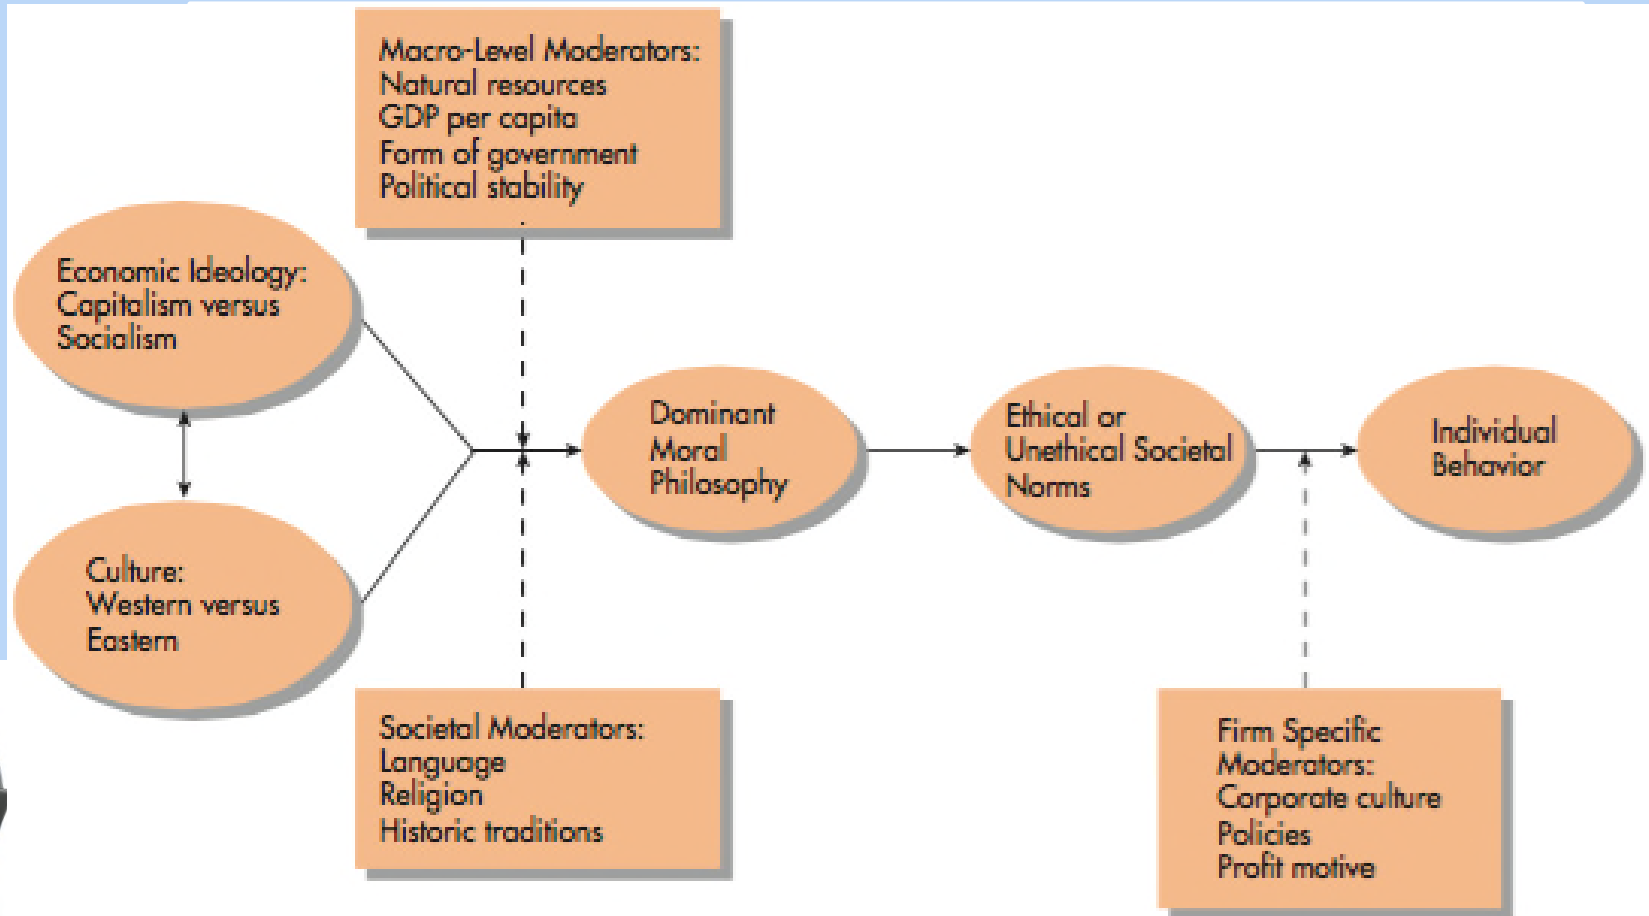 Macro-Level Moderators:
Natural resources
GDP per capita
Form of government
Political stability
Economic Ideology:
Capitalism versus
Socialism
Dominant
Moral
Philosophy
Ethical or
Unethical Societal
Norms
Individual
Behavior
Culture:
Western versus
Eastern
Societal Moderators:
Language
Religion
Historic traditions
Firm Specific
Moderators:
Corporate culture
Policies
Profit motive